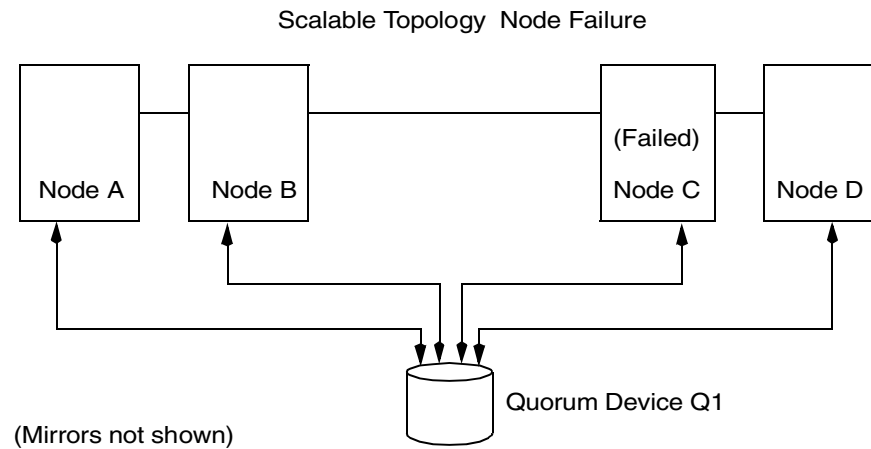 Scalable Topology Node Failure
Node A
Node B
(Failed)
Node C
Node D
Quorum Device Q1
(Mirrors not shown)